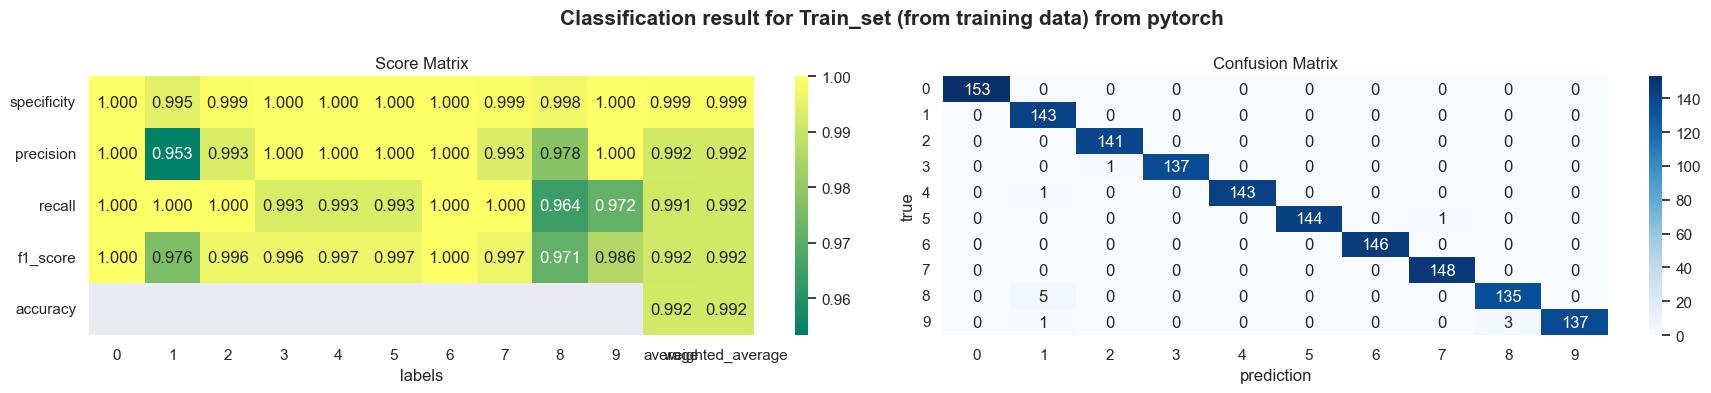 Classification result for Train_set (from training data) from pytorch
Score Matrix
specificity 1.000 0.995 0.999 1.000 1.000 1.000 1.000 0.999 0.998 1.000 0.999 0.999
precision 1.000 0.953 0.993 1.000 1.000 1.000 1.000 0.993 0.978 1.000 0.992 0.992
recall 1.000 1.000 1.000 0.993 0.993 0.993 1.000 1.000 0.964 0.972 0.991 0.992
f1_score 1.000 0.976 0.996 0.996 0.997 0.997 1.000 0.997 0.971 0.986 0.992 0.992
accuracy 0.992 0.992
0 1 2 3 4 5 6 7 8 9 average weighted_average
labels
1.00
0.99
0.98
0.97
0.96
Confusion Matrix
true
0 153 0 0 0 0 0 0 0 0 0
1 0 143 0 0 0 0 0 0 0 0
2 0 0 141 0 0 0 0 0 0 0
3 0 0 1 137 0 0 0 0 0 0
4 0 1 0 0 143 0 0 0 0 0
5 0 0 0 0 0 144 0 1 0 0
6 0 0 0 0 0 0 146 0 0 0
7 0 0 0 0 0 0 0 148 0 0
8 0 5 0 0 0 0 0 0 135 0
9 0 1 0 0 0 0 0 0 3 137
0 1 2 3 4 5 6 7 8 9
prediction
140
120
100
80
60
40
20
0